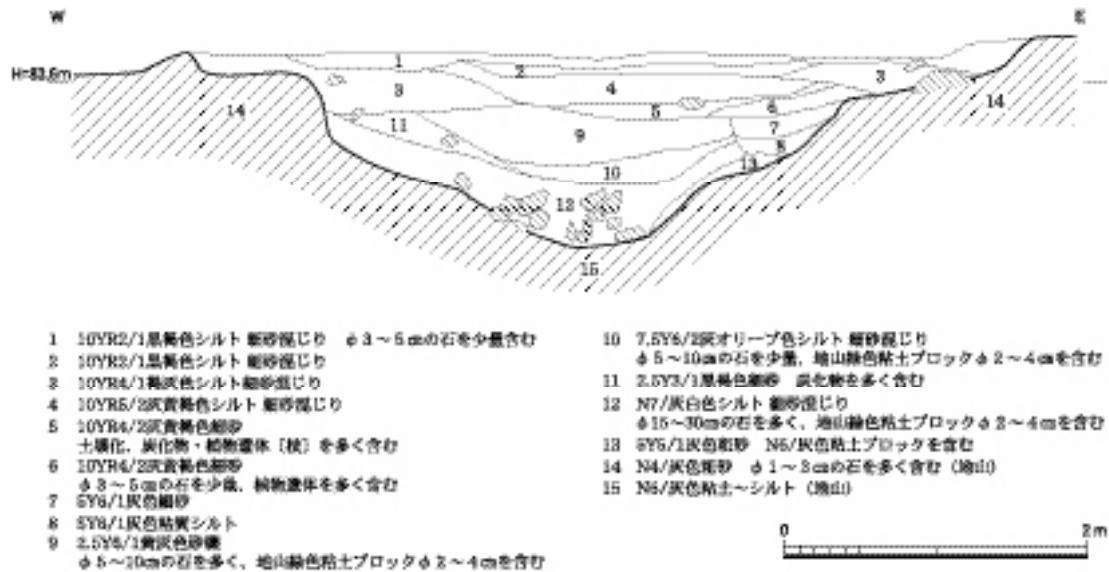 W
E
H=83.6m
1
2
3
3
4
5
6
7
8
9
10
11
12
13
14
14
15
1 10YR2/1黒褐色シルト 細砂混じり φ3〜5cmの石を少量含む
2 10YR2/1黒褐色シルト 細砂混じり
3 10YR4/1褐灰色シルト細砂混じり
4 10YR5/2灰黄褐色シルト 細砂混じり
5 10YR4/2灰黄褐色細砂
土壌化、炭化物・植物遺体〔枝〕を多く含む
6 10YR4/2灰黄褐色細砂
φ3〜5cmの石を少量、植物遺体を多く含む
7 5Y6/1灰色細砂
8 5Y6/1灰色粘質シルト
9 2.5Y6/1黄灰色砂礫
φ5〜10cmの石を多く、地山緑色粘土ブロックφ2〜4cmを含む
10 7.5Y6/2灰オリーブ色シルト 細砂混じり
φ5〜10cmの石を少量、地山緑色粘土ブロックφ2〜4cmを含む
11 2.5Y3/1黒褐色細砂 炭化物を多く含む
12 N7/灰白色シルト 細砂混じり
φ15〜30cmの石を多く、地山緑色粘土ブロックφ2〜4cmを含む
13 5Y5/1灰色粗砂 N6/灰色粘土ブロックを含む
14 N4/灰色粗砂 φ1〜3cmの石を多く含む（地山）
15 N6/灰色粘土〜シルト（地山）
0
2m